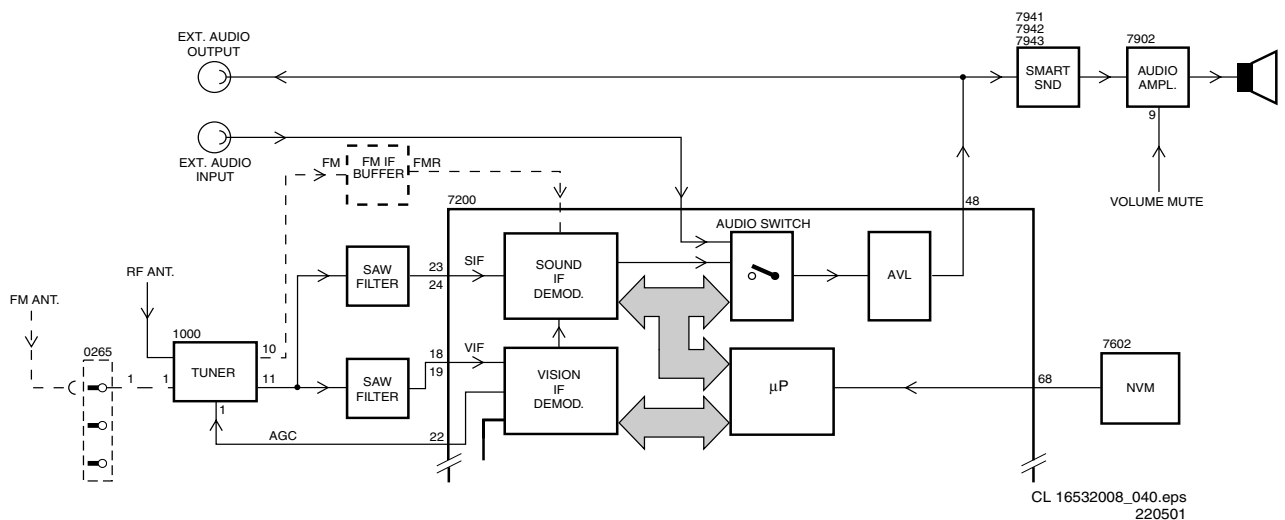 7941
7942
7943
7902
EXT. AUDIO
OUTPUT
SMART
SND
AUDIO
AMPL.
9
EXT. AUDIO
INPUT
FM
FM IF
BUFFER
FMR
VOLUME MUTE
7200
48
AUDIO SWITCH
RF ANT.
SAW
FILTER
23
24
SIF
SOUND
IF
DEMOD.
AVL
FM ANT.
0265
1000
10
11
TUNER
1
1
1
SAW
FILTER
18
19
VIF
VISION
IF
DEMOD.
µP
68
7602
NVM
AGC
22
CL 16532008_040.eps
220501